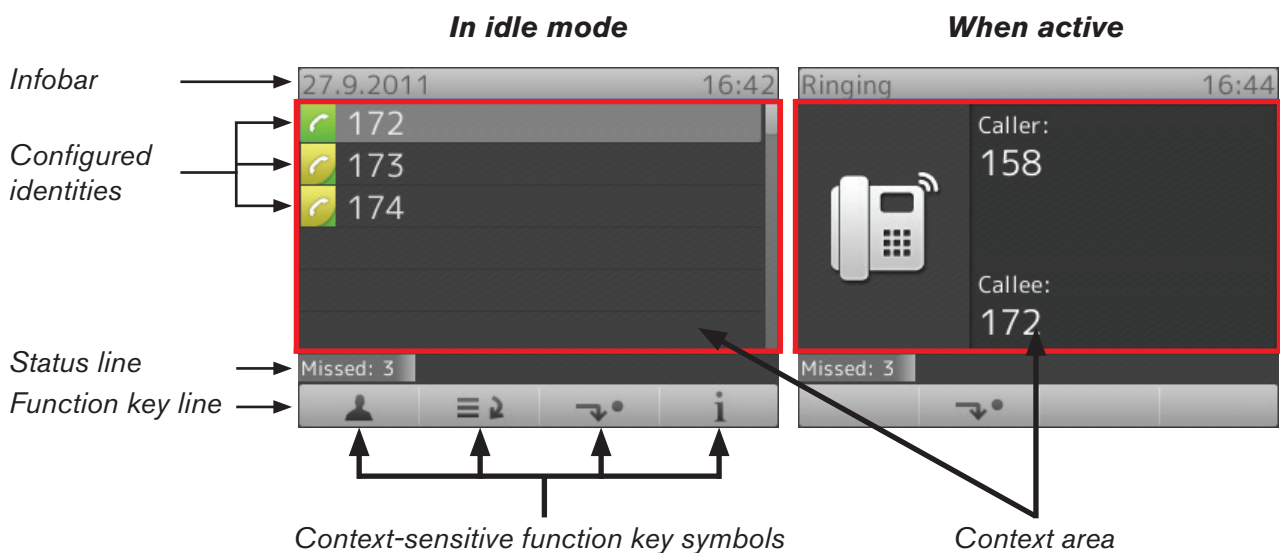 In idle mode
When active
Infobar
27.9.2011 16:42
Ringing 16:44
172
Caller:
158
Configured
identities
173
174
Callee:
172
Status line
Missed: 3
Missed: 3
Function key line
i
Context-sensitive function key symbols
Context area